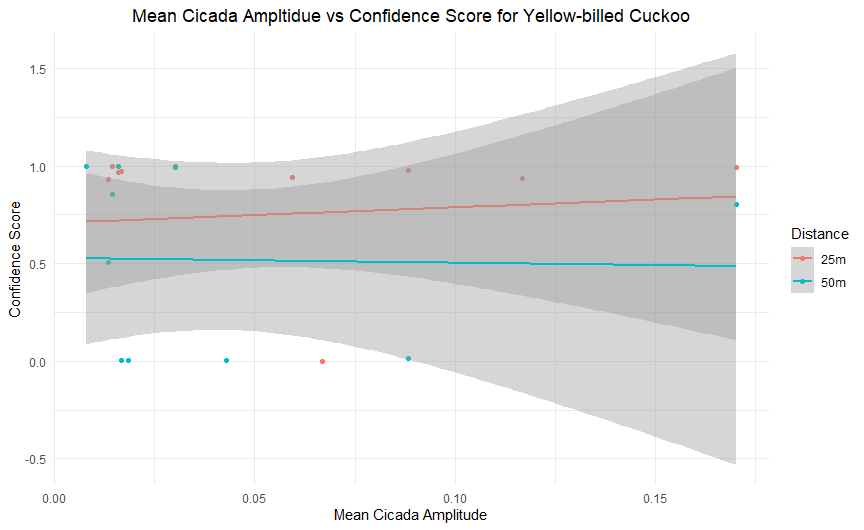 Mean Cicada Ampltidue vs Confidence Score for Yellow-billed Cuckoo
1.5
1.0
0.5
0.0
-0.5
Confidence Score
0.00
0.05
0.10
0.15
Mean Cicada Amplitude
Distance
25m
50m